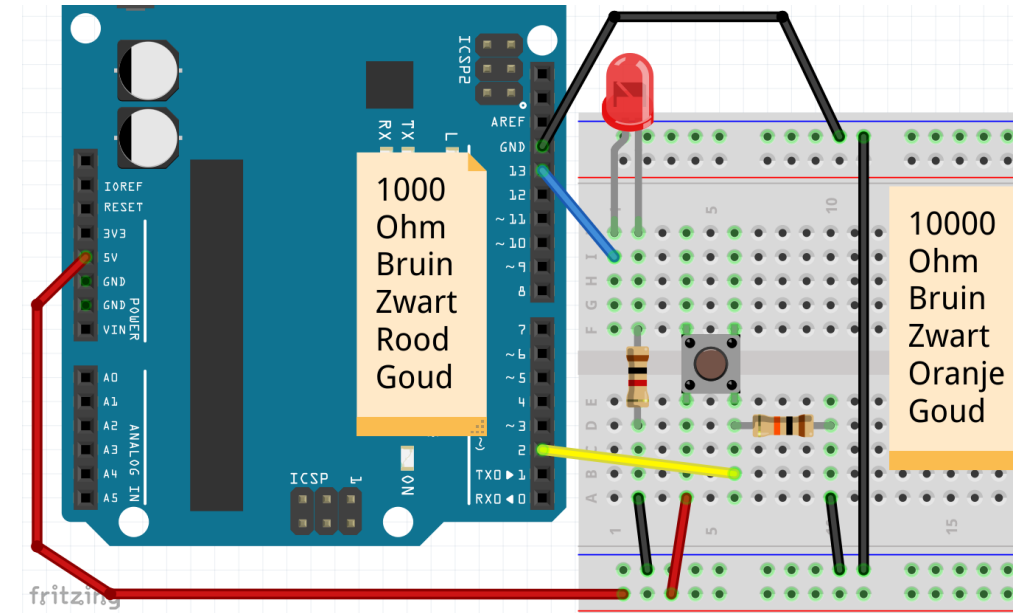 ICSP2
AREF
GND
13
12
~11
~10
~9
8
7
~6
~5
4
~3
2
TX0▶1
RX0◀0
RX
TX
L
IOREF
RESET
3V3
5V
GND
GND
VIN
POWER
A0
A1
A2
A3
A4
A5
ANALOG IN
ICSP
1
ON
1000
Ohm
Bruin
Zwart
Rood
Goud
5
10
I
H
G
F
E
D
C
B
A
1
5
15
10000
Ohm
Bruin
Zwart
Oranje
Goud
fritzing